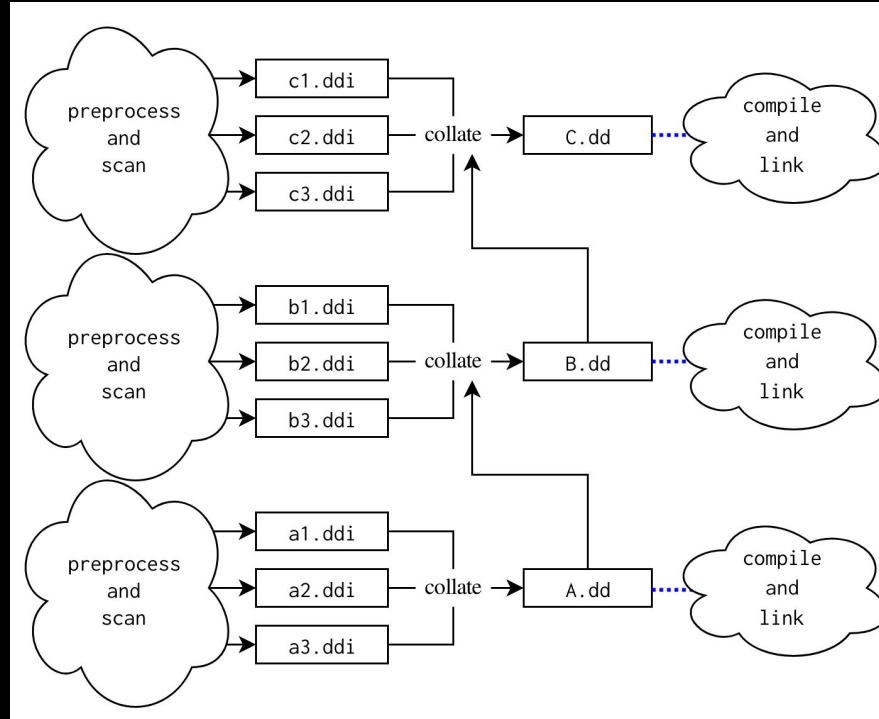 preprocess
and
scan
c1.ddi
c2.ddi
c3.ddi
collate
C.dd
compile
and
link
preprocess
and
scan
b1.ddi
b2.ddi
b3.ddi
collate
B.dd
compile
and
link
preprocess
and
scan
a1.ddi
a2.ddi
a3.ddi
collate
A.dd
compile
and
link